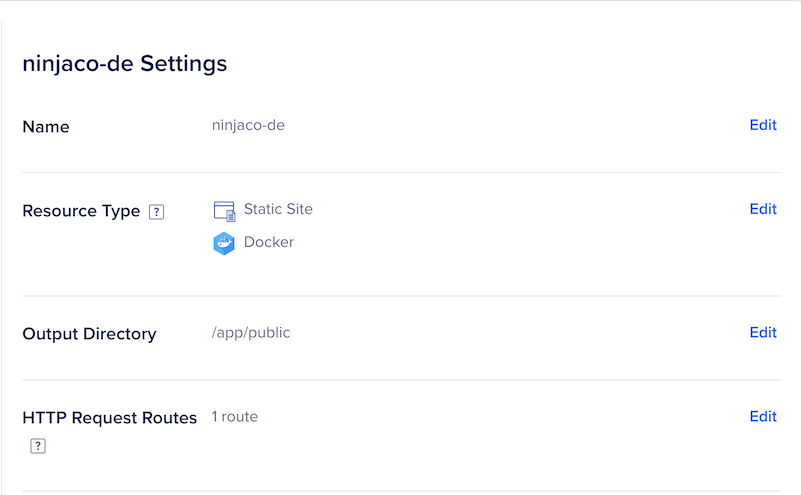 ninjaco-de Settings
Name ninjaco-de Edit
Resource Type ? Static Site Edit
Docker
Output Directory /app/public Edit
HTTP Request Routes 1 route Edit
?